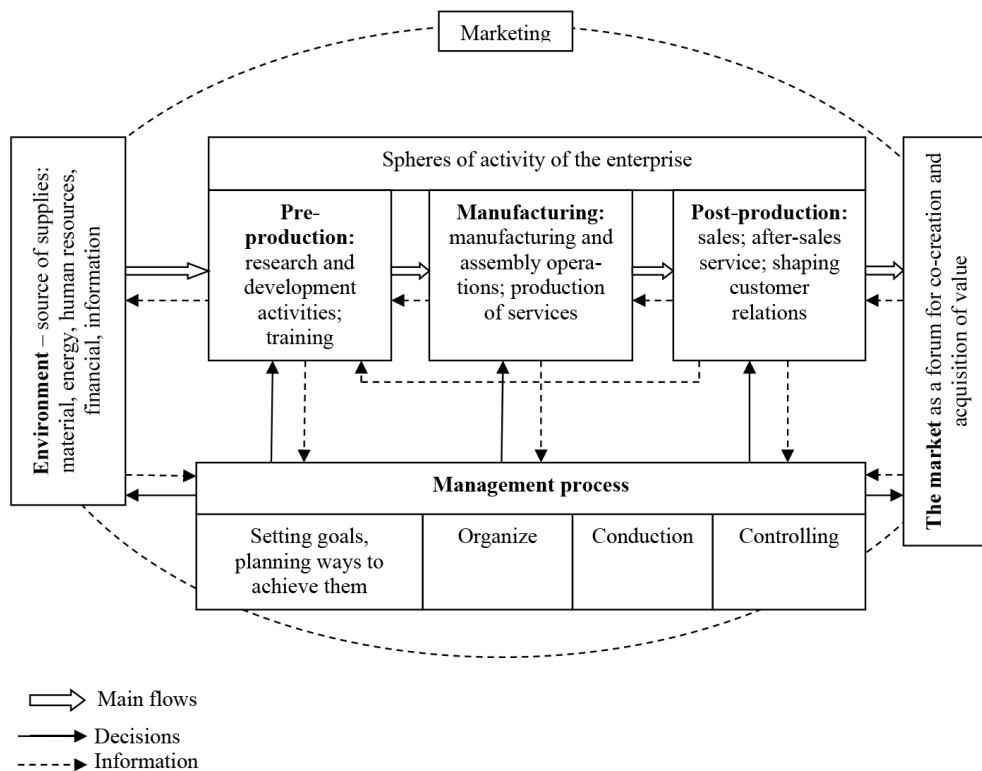 Marketing
Environment – source of supplies:
material, energy, human resources,
financial, information
Spheres of activity of the enterprise
Pre-
production:
research and
development
activities;
training
Manufacturing:
manufacturing and
assembly opera-
tions; production
of services
Post-production:
sales; after-sales
service; shaping
customer
relations
The market as a forum for co-creation and
acquisition of value
Management process
Setting goals,
planning ways to
achieve them
Organize
Conduction
Controlling
Main flows
Decisions
Information